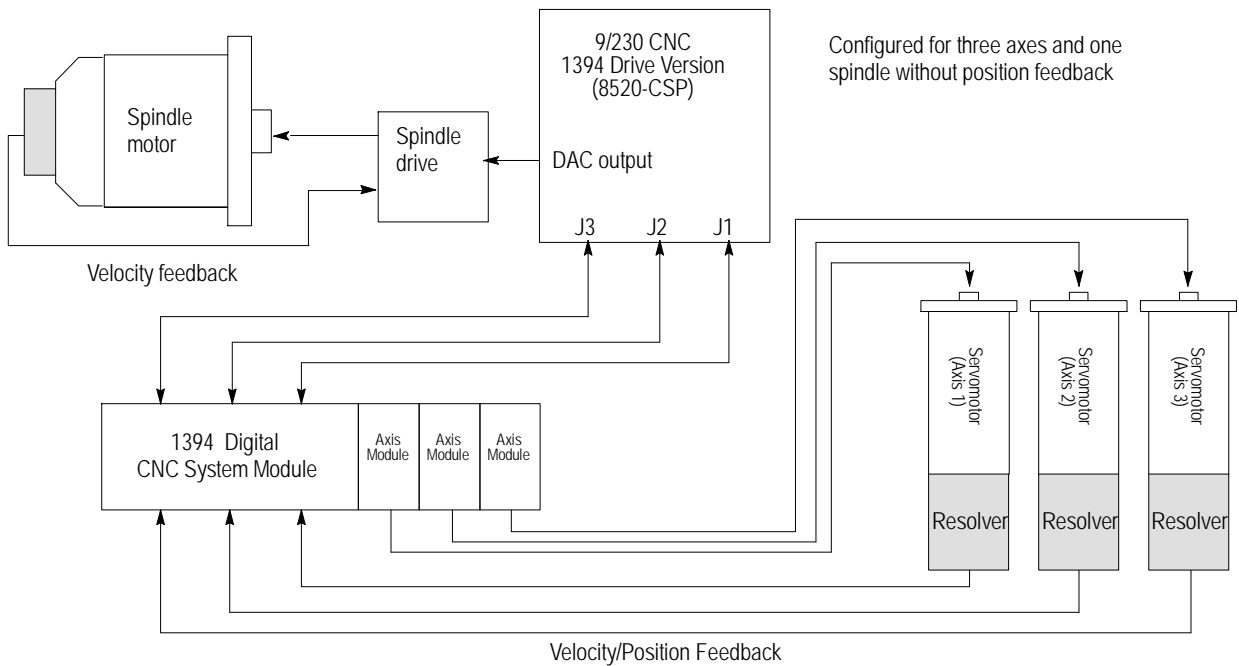 9/230 CNC
1394 Drive Version
(8520-CSP)
Configured for three axes and one
spindle without position feedback
Spindle
motor
Spindle
drive
DAC output
J3
J2
J1
Velocity feedback
Servomotor
(Axis 1)
Servomotor
(Axis 2)
Servomotor
(Axis 3)
1394 Digital
CNC System Module
Axis
Module
Axis
Module
Axis
Module
Resolver
Resolver
Resolver
Velocity/Position Feedback